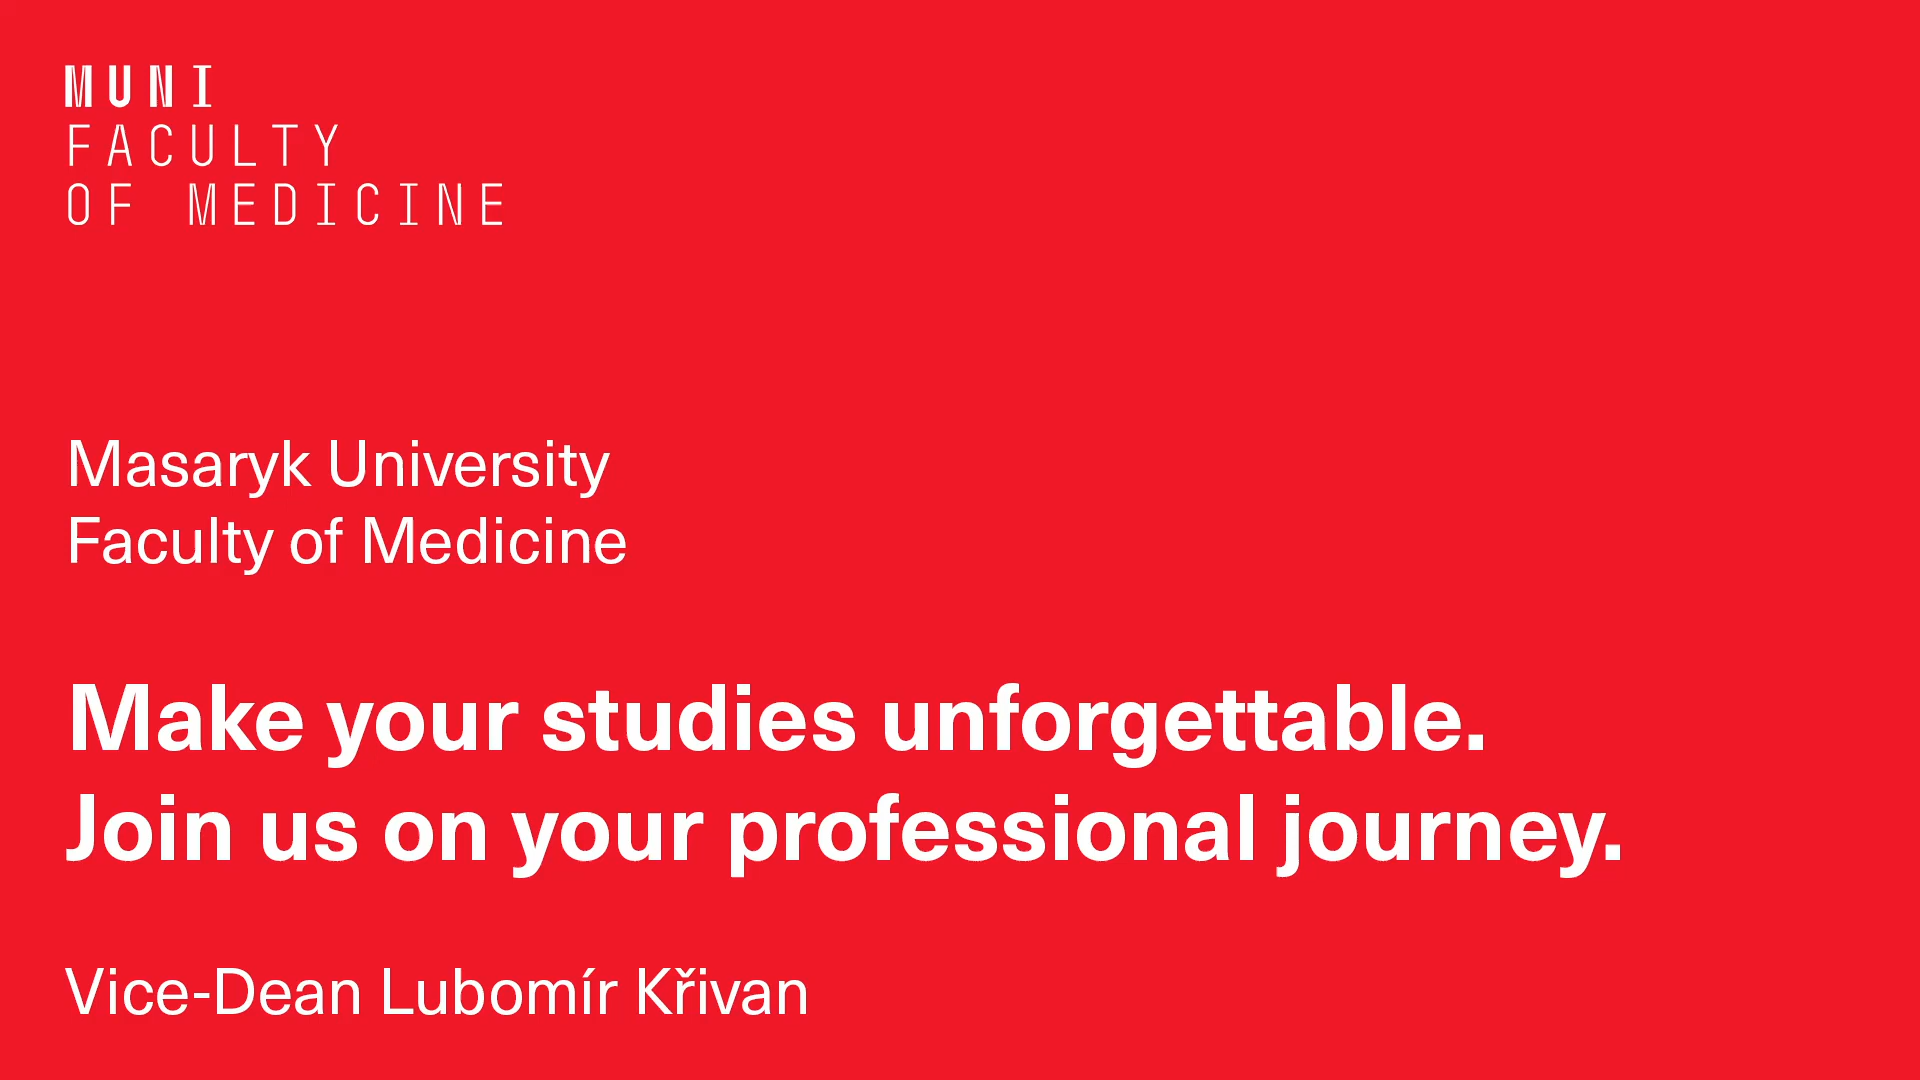 MUNI
FACULTY
OF MEDICINE
Masaryk University
Faculty of Medicine
Make your studies unforgettable.
Join us on your professional journey.
Vice-Dean Lubomír Křivan